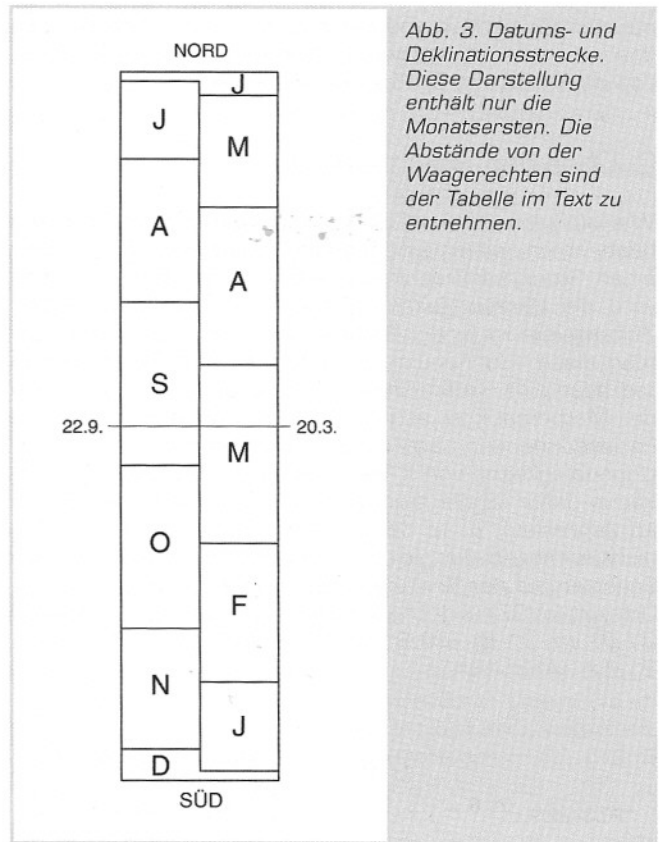 NORD
J
J
M
A
A
S
22.9.
20.3.
M
O
F
N
J
D
SÜD
Abb. 3. Datums- und
Deklinationsstrecke.
Diese Darstellung
enthält nur die
Monatsersten. Die
Abstände von der
Waagerechten sind
der Tabelle im Text zu
entnehmen.